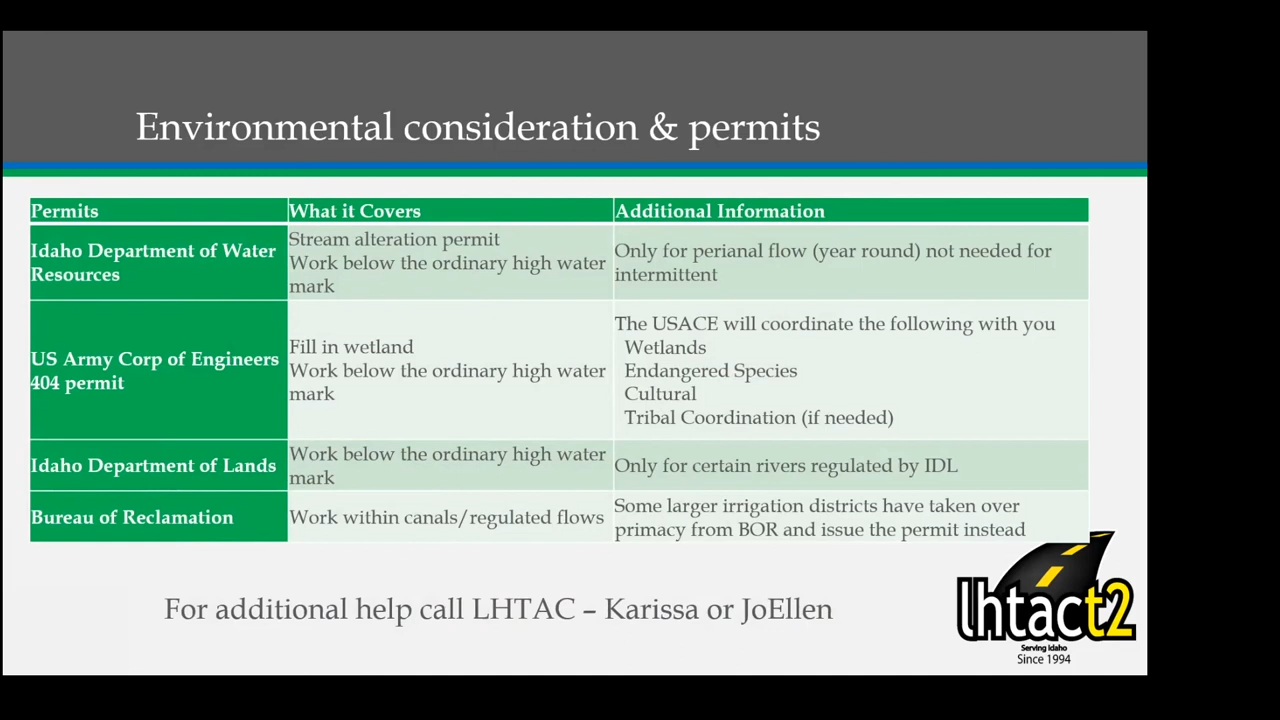 Environmental consideration & permits
Permits
What it Covers
Additional Information
Idaho Department of Water
Resources
Stream alteration permit
Work below the ordinary high water
mark
Only for perianal flow (year round) not needed for
intermittent
US Army Corp of Engineers
404 permit
Fill in wetland
Work below the ordinary high water
mark
The USACE will coordinate the following with you
Wetlands
Endangered Species
Cultural
Tribal Coordination (if needed)
Idaho Department of Lands
Work below the ordinary high water
mark
Only for certain rivers regulated by IDL
Bureau of Reclamation
Work within canals/regulated flows
Some larger irrigation districts have taken over
primacy from BOR and issue the permit instead
For additional help call LHTAC – Karissa or JoEllen
lhtact2
Serving Idaho
Since 1994